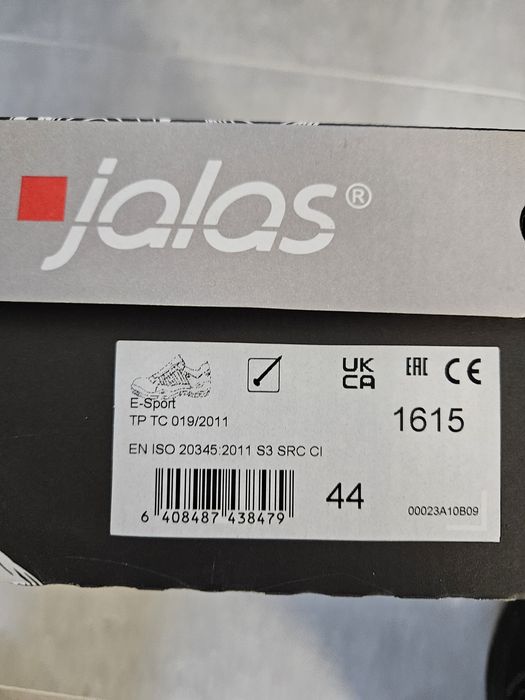 jalas®
UK
CA
EAC CE
E-Sport
TP TC 019/2011
1615
EN ISO 20345:2011 S3 SRC CI
44
6 408487 438479
00023A10B09